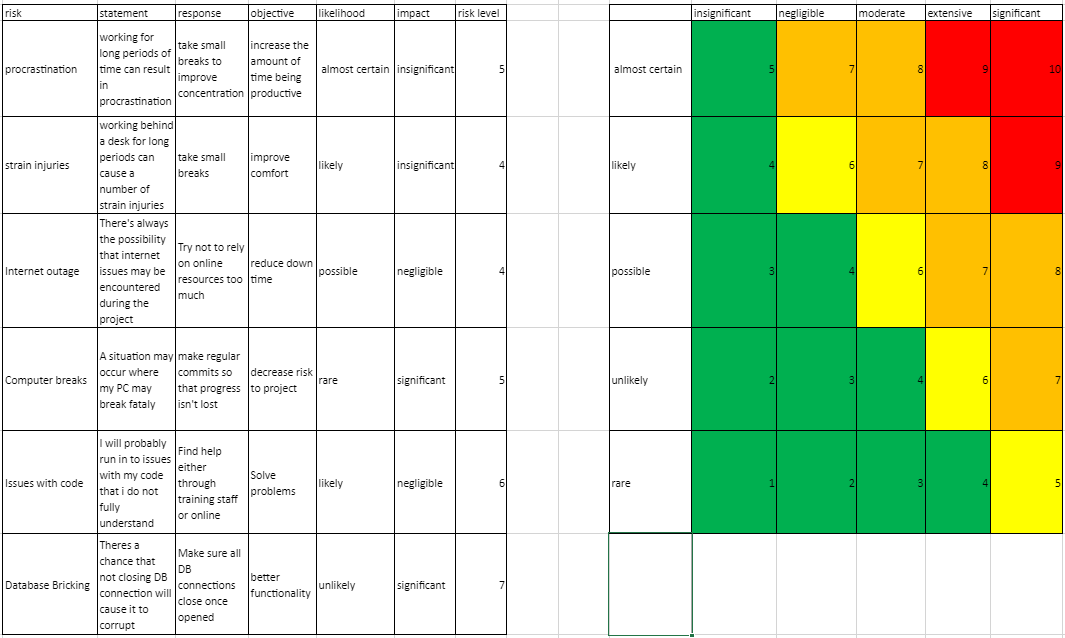 risk statement response objective likelihood impact risk level
procrastination
working for
long periods of
time can result
in
procrastination
take small
breaks to
improve
concentration
increase the
amount of
time being
productive
almost certain
insignificant
5
strain injuries
working behind
a desk for long
periods can
cause a
number of
strain injuries
take small
breaks
improve
comfort
likely
insignificant
4
Internet outage
There's always
the possibility
that internet
issues may be
encountered
during the
project
Try not to rely
on online
resources too
much
reduce down
time
possible
negligible
4
Computer breaks
A situation may
occur where
my PC may
break fataly
make regular
commits so
that progress
isn't lost
decrease risk
to project
rare
significant
5
Issues with code
I will probably
run in to issues
with my code
that i do not
fully
understand
Find help
either
through
training staff
or online
Solve
problems
likely
negligible
6
Database Bricking
Theres a
chance that
not closing DB
connection will
cause it to
corrupt
Make sure all
DB
connections
close once
opened
better
functionality
unlikely
significant
7
insignificant negligible moderate extensive significant
almost certain 5 7 8 9 10
likely 4 6 7 8 9
possible 3 4 6 7 8
unlikely 2 3 4 6 7
rare 1 2 3 4 5